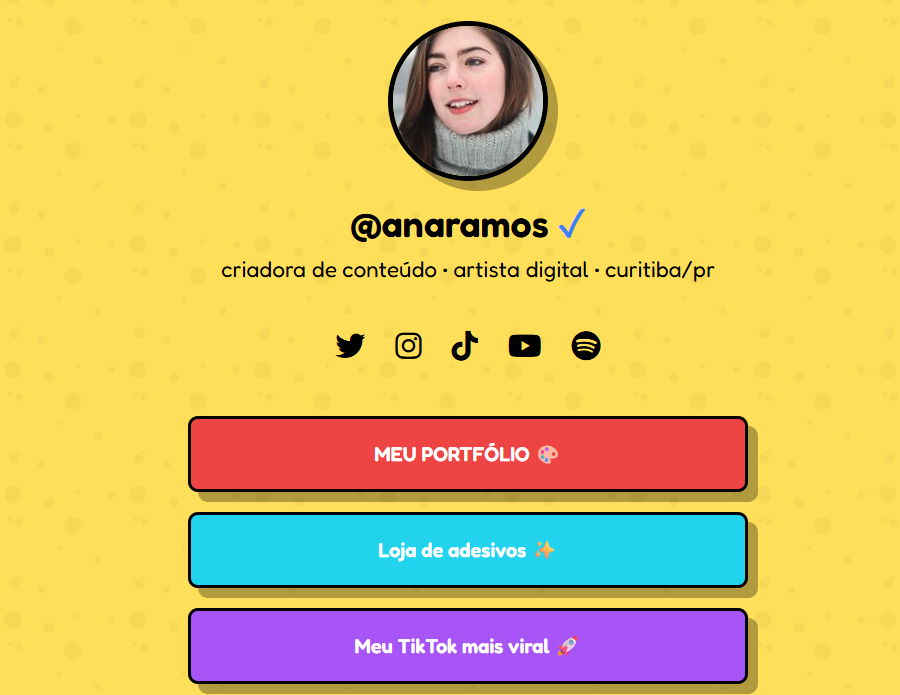 @anaramos ✓
criadora de conteúdo • artista digital • curitiba/pr
MEU PORTFÓLIO 🎨
Loja de adesivos ✨
Meu TikTok mais viral 🚀